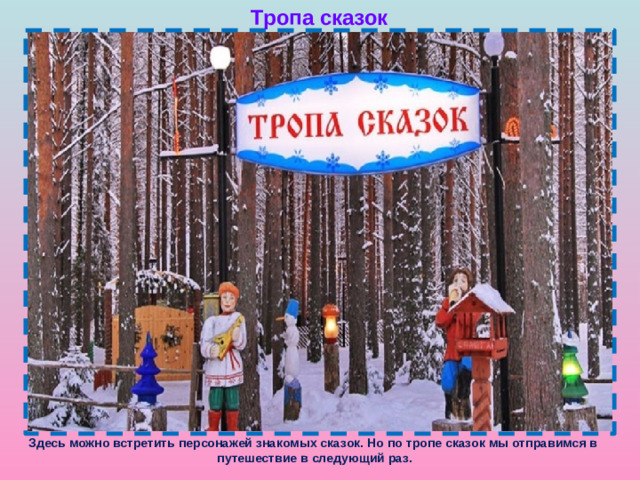 Тропа сказок
ТРОПА СКАЗОК
Здесь можно встретить персонажей знакомых сказок. Но по тропе сказок мы отправимся в
путешествие в следующий раз.